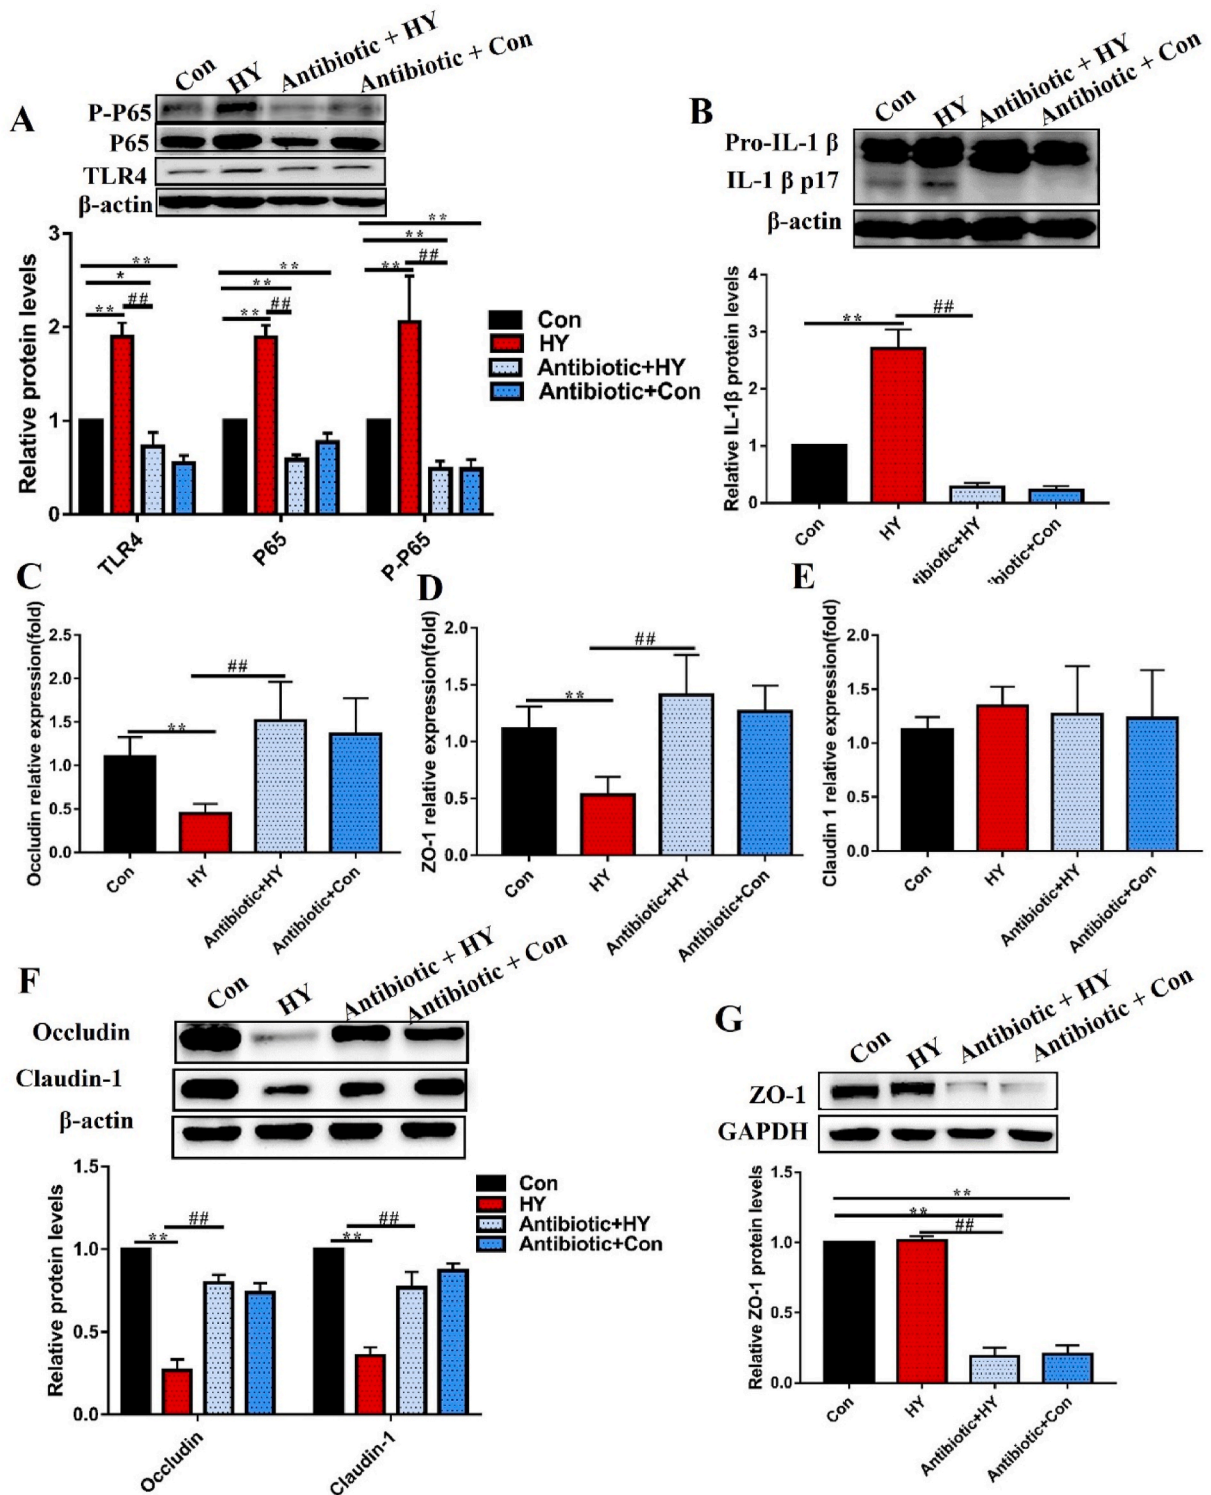 A
Con HY Antibiotic + HY Antibiotic + Con
P-P65
P65
TLR4
β-actin
Relative protein levels
3
2
1
0
** * ## **
** ** ## **
** ** ## **
TLR4 P65 P-P65
Con
HY
Antibiotic+HY
Antibiotic+Con
B
Con HY Antibiotic + HY Antibiotic + Con
Pro-IL-1 β
IL-1 β p17
β-actin
Relative IL-1β protein levels
4
3
2
1
0
** ##
Con HY tibiotic+HY ibiotic+Con
C
Occludin relative expression(fold)
2.5
2.0
1.5
1.0
0.5
0.0
** ##
Con HY Antibiotic+HY Antibiotic+Con
D
ZO-1 relative expression(fold)
2.0
1.5
1.0
0.5
0.0
** ##
Con HY Antibiotic+HY Antibiotic+Con
E
Claudin 1 relative expression(fold)
2.0
1.5
1.0
0.5
0.0
Con HY Antibiotic+HY Antibiotic+Con
F
Con HY Antibiotic + HY Antibiotic + Con
Occludin
Claudin-1
β-actin
Relative protein levels
1.5
1.0
0.5
0.0
** ##
** ##
Occludin Claudin-1
Con
HY
Antibiotic+HY
Antibiotic+Con
G
Con HY Antibiotic + HY Antibiotic + Con
ZO-1
GAPDH
Relative ZO-1 protein levels
1.5
1.0
0.5
0.0
**
**
##
Con HY Antibiotic+HY Antibiotic+Con